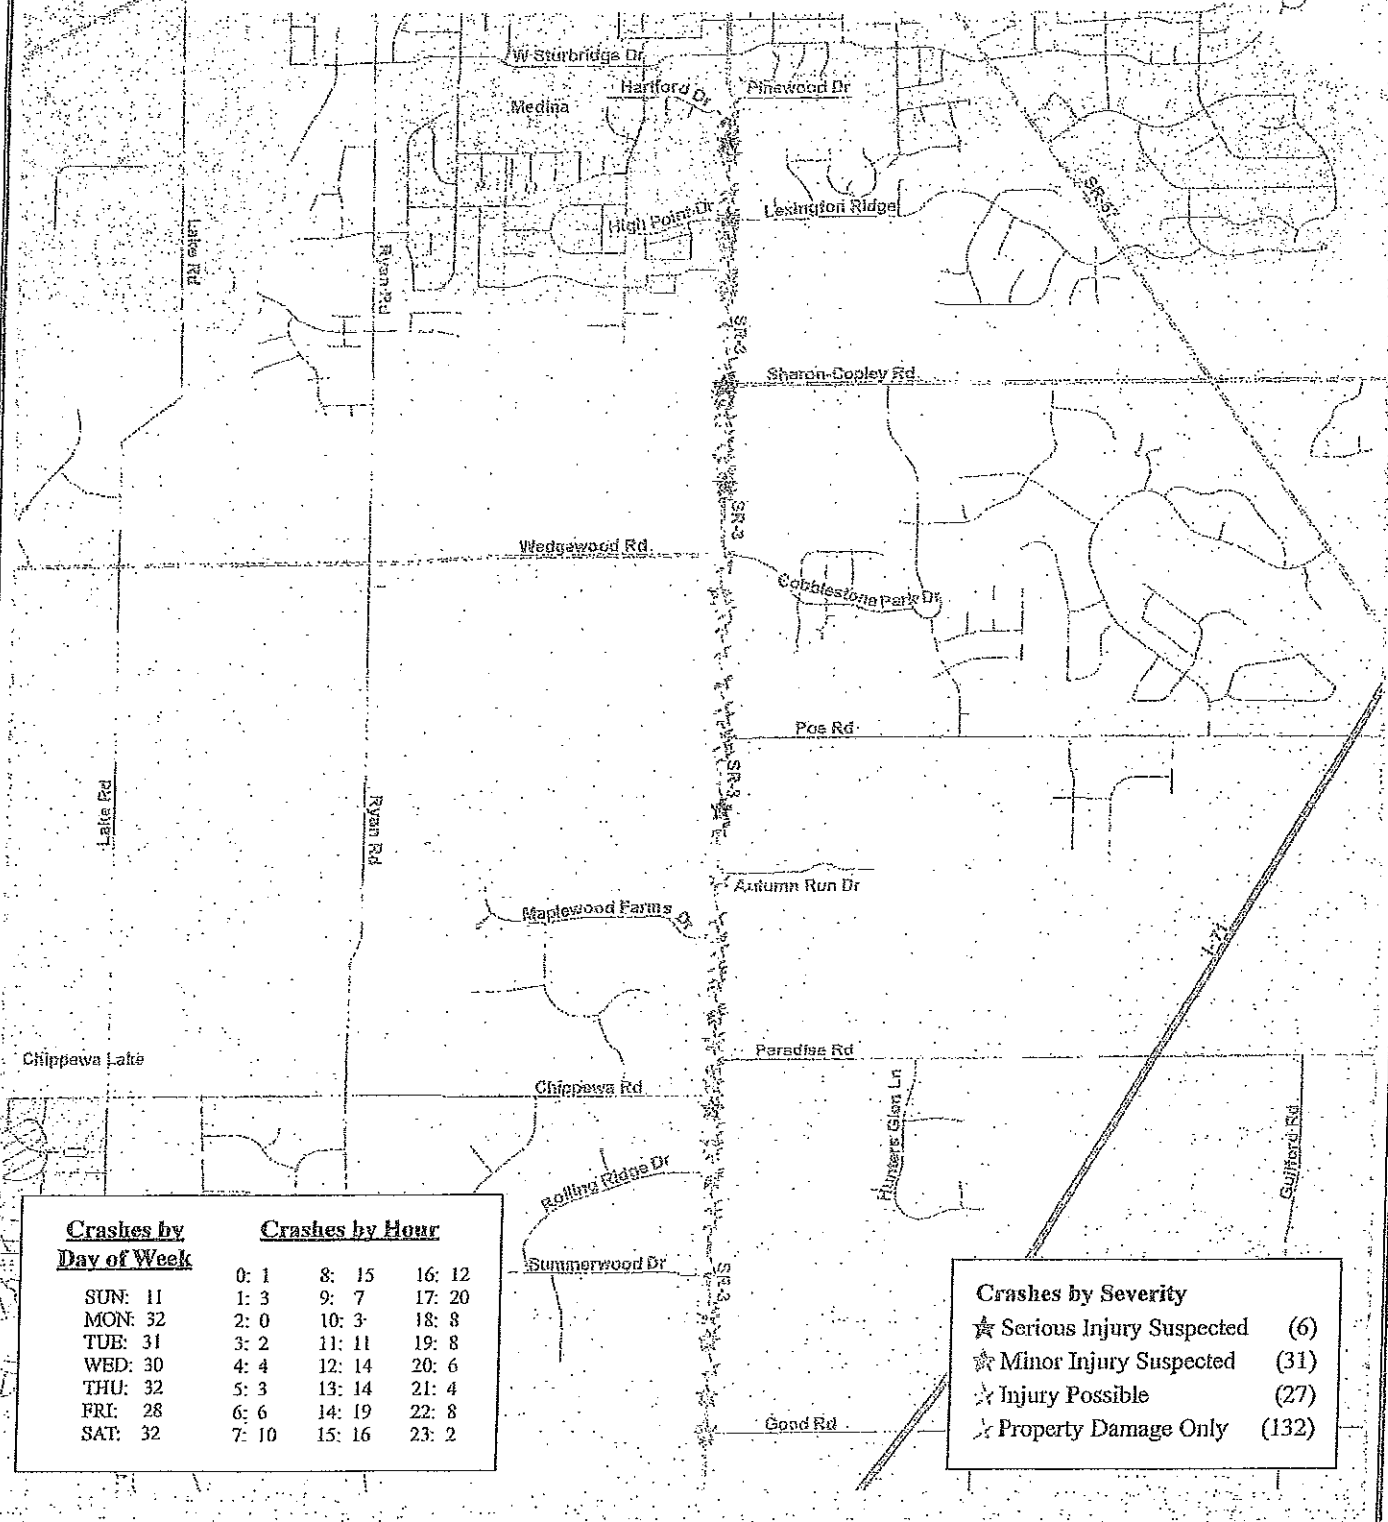 W Sturbridge Dr
Hartford Dr
Pinewood Dr
Medina
High Point Dr
Lexington Ridge
Lake Rd
Ryan Rd
SR-3
Sharon-Copley Rd
SR-3
Wedgewood Rd
Cobblestone Park Dr
Poe Rd
SR-3
Lake Rd
Ryan Rd
Autumn Run Dr
Maplewood Farms Dr
I-71
Chippewa Lake
Paradise Rd
Chippewa Rd
Hunters Glen Ln
Guilford Rd
Rolling Ridge Dr
Summerwood Dr
SR-3
Good Rd
Crashes by
Day of Week
SUN: 11
MON: 32
TUE: 31
WED: 30
THU: 32
FRI: 28
SAT: 32
Crashes by Hour
0: 1 8: 15 16: 12
1: 3 9: 7 17: 20
2: 0 10: 3 18: 8
3: 2 11: 11 19: 8
4: 4 12: 14 20: 6
5: 3 13: 14 21: 4
6: 6 14: 19 22: 8
7: 10 15: 16 23: 2
Crashes by Severity
Serious Injury Suspected (6)
Minor Injury Suspected (31)
Injury Possible (27)
Property Damage Only (132)